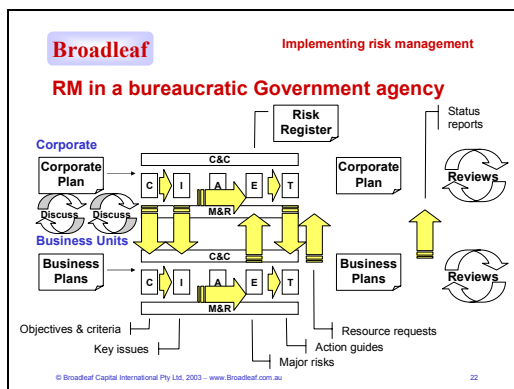 Broadleaf
Implementing risk management
RM in a bureaucratic Government agency
Risk
Register
Status
reports
Corporate
C&C
Corporate
Plan
C I A E T
Corporate
Plan
Reviews
Discuss Discuss
M&R
Business Units
C&C
Business
Plans
C I A E T
Business
Plans
Reviews
M&R
Objectives & criteria
Resource requests
Key issues
Action guides
Major risks
© Broadleaf Capital International Pty Ltd, 2003 – www.Broadleaf.com.au
22